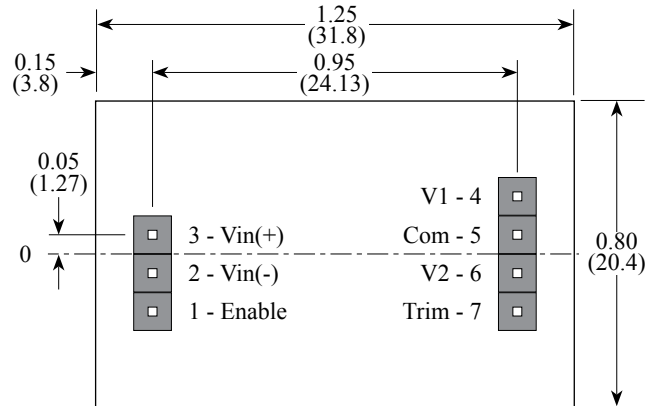 1.25
(31.8)
0.15
(3.8)
0.95
(24.13)
0.05
(1.27)
0
V1 - 4
3 - Vin(+)
Com - 5
2 - Vin(-)
V2 - 6
1 - Enable
Trim - 7
0.80
(20.4)